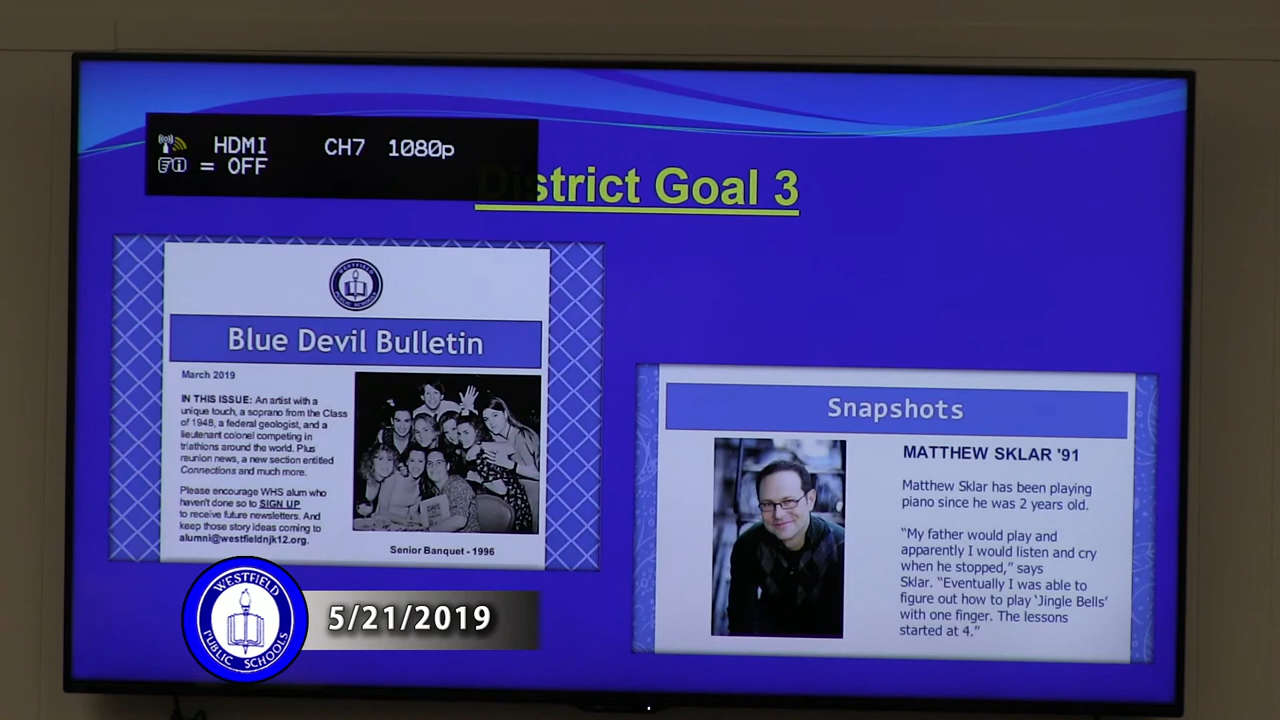 HDMI CH7 1080p
= OFF
District Goal 3
WESTFIELD
PUBLIC SCHOOLS
Blue Devil Bulletin
March 2019
IN THIS ISSUE: An artist with a
unique touch, a soprano from the Class
of 1948, a federal geologist, and a
lieutenant colonel competing in
triathlons around the world. Plus
reunion news, a new section entitled
Connections and much more.
Please encourage WHS alum who
haven't done so to SIGN UP
to receive future newsletters. And
keep those story ideas coming to
alumni@westfieldnjk12.org.
Senior Banquet - 1996
Snapshots
MATTHEW SKLAR '91
Matthew Sklar has been playing
piano since he was 2 years old.
“My father would play and
apparently I would listen and cry
when he stopped,” says
Sklar. “Eventually I was able to
figure out how to play ‘Jingle Bells’
with one finger. The lessons
started at 4.”
WESTFIELD
PUBLIC SCHOOLS
5/21/2019